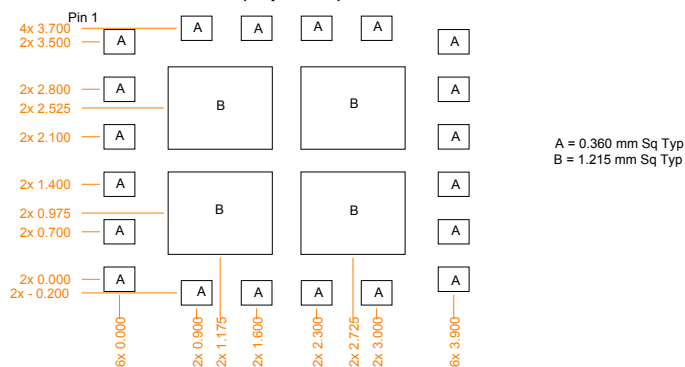 Pin 1
4x 3.700
2x 3.500
A
A
A
A
A
A
2x 2.800
2x 2.525
A
B
B
A
2x 2.100
A
A
A = 0.360 mm Sq Typ
B = 1.215 mm Sq Typ
2x 1.400
2x 0.975
A
B
B
A
2x 0.700
A
A
2x 0.000
2x - 0.200
A
A
A
A
A
A
6x 0.000
2x 0.900
2x 1.175
2x 1.600
2x 2.300
2x 2.725
2x 3.000
6x 3.900